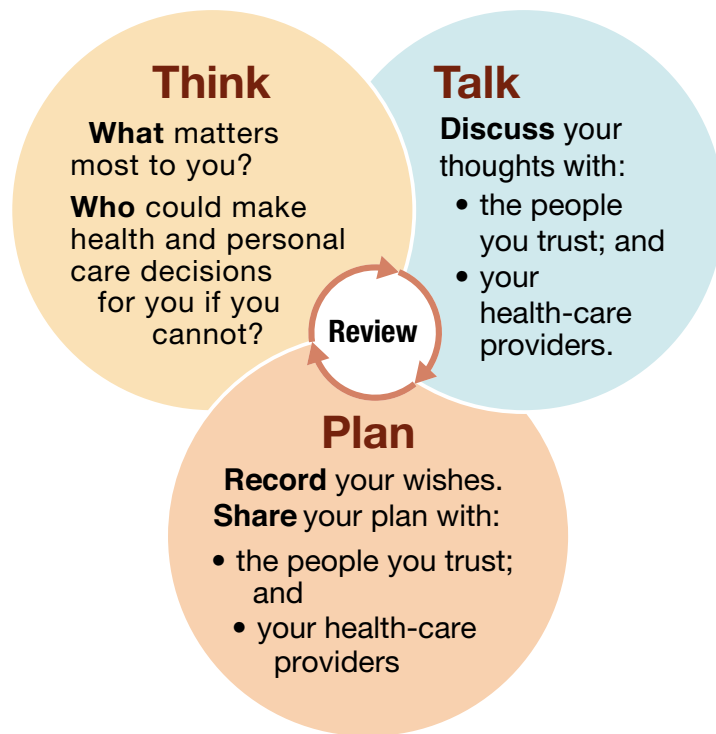 Think
What matters
most to you?
Who could make
health and personal
care decisions
for you if you
cannot?
Talk
Discuss your
thoughts with:
• the people
you trust; and
• your
health-care
providers.
Review
Plan
Record your wishes.
Share your plan with:
• the people you trust;
and
• your health-care
providers